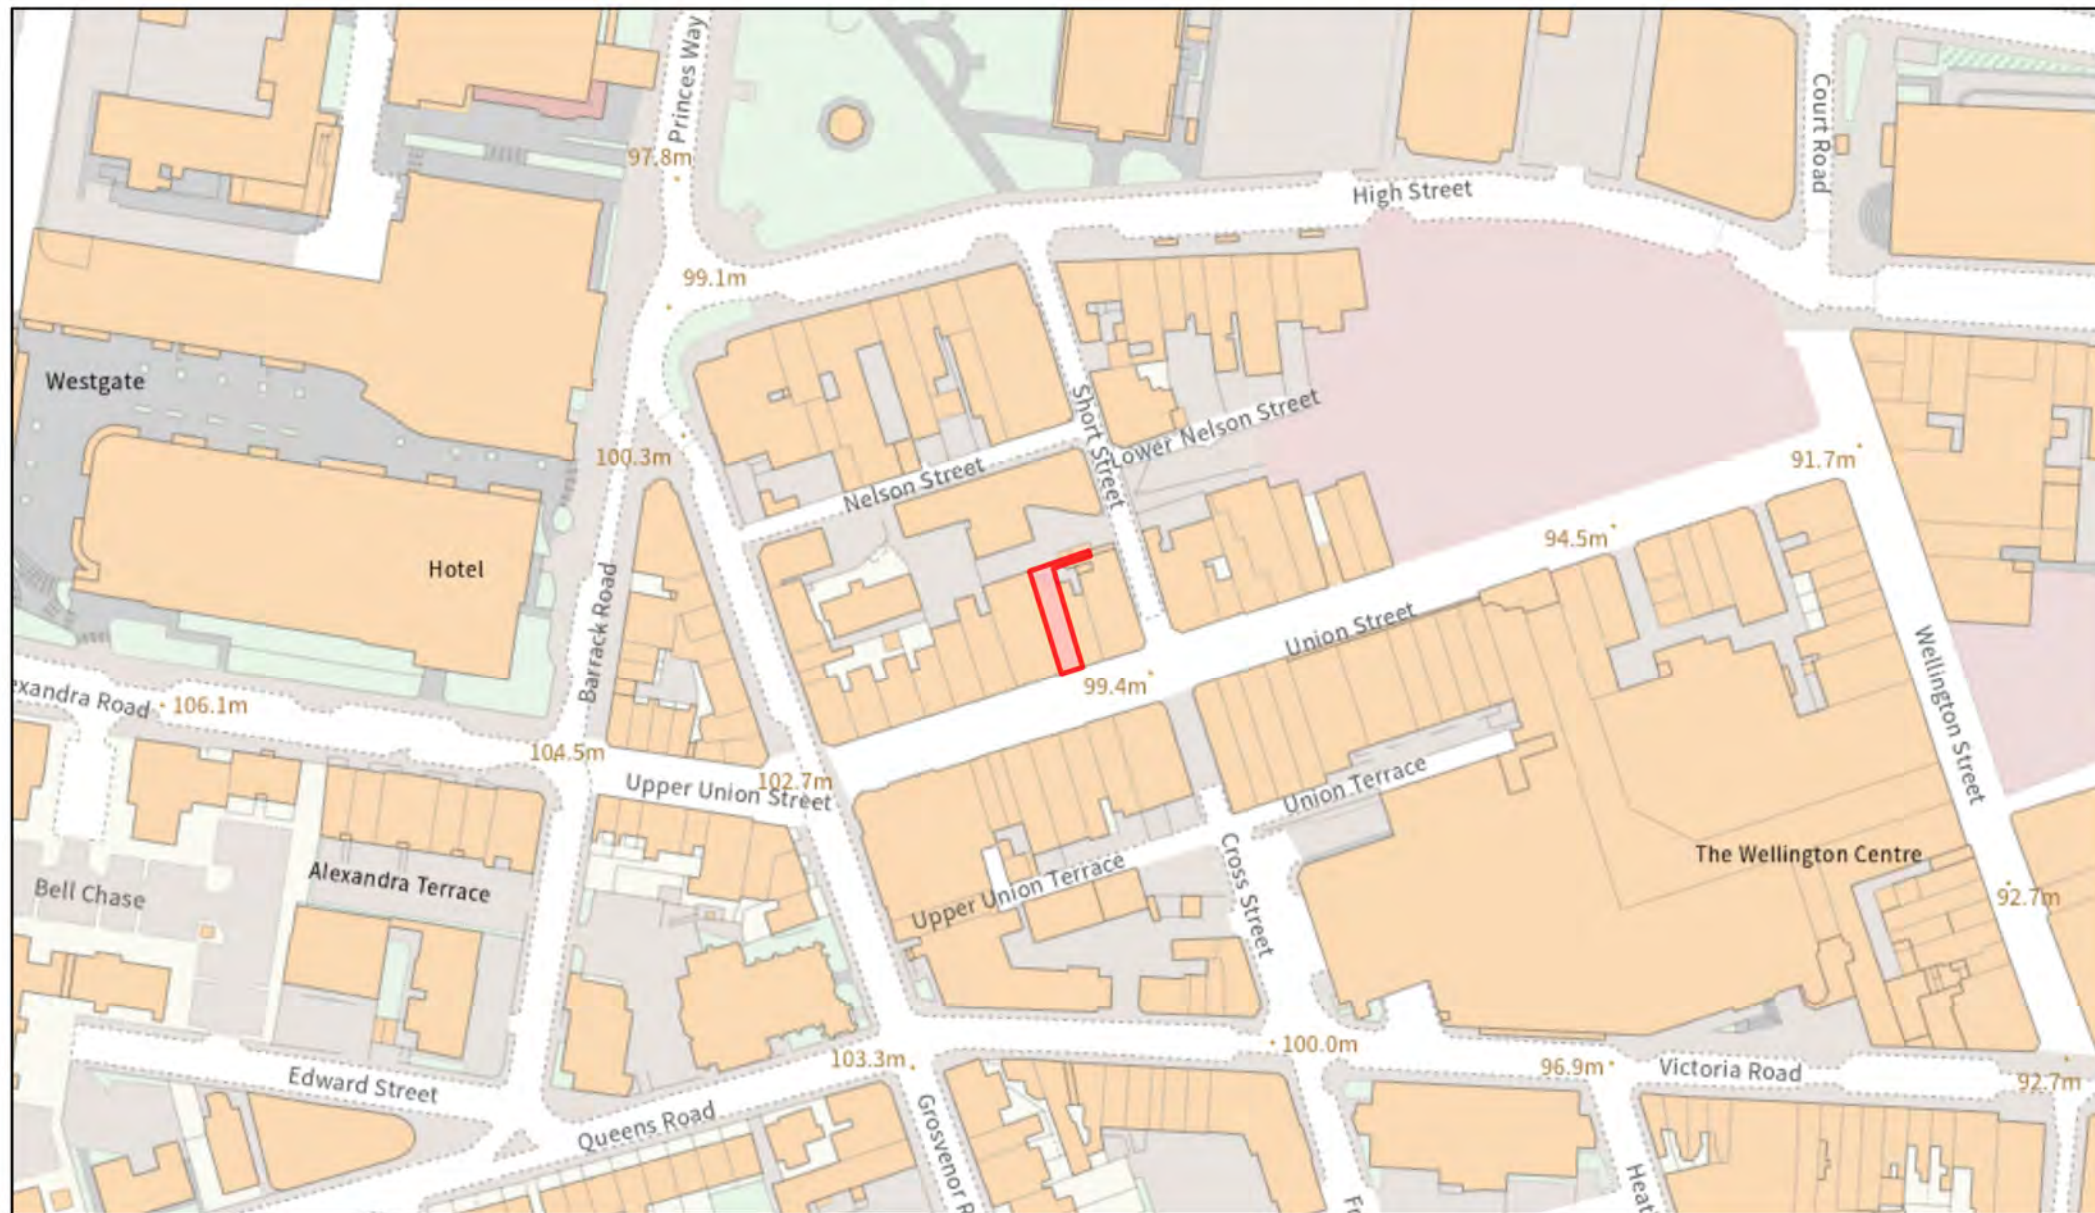 Princes Way
97.8m
High Street
Court Road
99.1m
Westgate
Short Street
Lower Nelson Street
100.3m
Nelson Street
91.7m
94.5m
Hotel
Barrack Road
Union Street
Wellington Street
99.4m
exandra Road
106.1m
104.5m
102.7m
Upper Union Street
Union Terrace
The Wellington Centre
Alexandra Terrace
Bell Chase
Upper Union Terrace
Cross Street
92.7m
103.3m
100.0m
96.9m
Victoria Road
92.7m
Edward Street
Queens Road
Grosvenor R
Fr
Heat